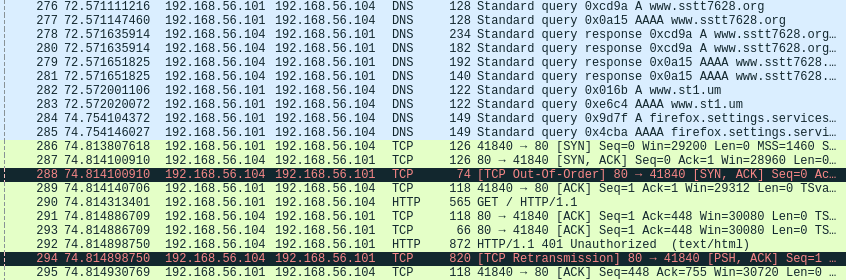 276 72.571111216 192.168.56.101 192.168.56.104 DNS 128 Standard query 0xcd9a A www.sstt7628.org
277 72.571147460 192.168.56.101 192.168.56.104 DNS 128 Standard query 0x0a15 AAAA www.sstt7628.org
278 72.571635914 192.168.56.104 192.168.56.101 DNS 234 Standard query response 0xcd9a A www.sstt7628.org…
280 72.571635914 192.168.56.104 192.168.56.101 DNS 182 Standard query response 0xcd9a A www.sstt7628.org…
279 72.571651825 192.168.56.104 192.168.56.101 DNS 192 Standard query response 0x0a15 AAAA www.sstt7628.…
281 72.571651825 192.168.56.104 192.168.56.101 DNS 140 Standard query response 0x0a15 AAAA www.sstt7628.…
282 72.572001106 192.168.56.101 192.168.56.104 DNS 122 Standard query 0x016b A www.st1.um
283 72.572020072 192.168.56.101 192.168.56.104 DNS 122 Standard query 0xe6c4 AAAA www.st1.um
284 74.754104372 192.168.56.101 192.168.56.104 DNS 149 Standard query 0x9d7f A firefox.settings.services…
285 74.754146027 192.168.56.101 192.168.56.104 DNS 149 Standard query 0x4cba AAAA firefox.settings.servi…
286 74.813807618 192.168.56.101 192.168.56.104 TCP 126 41840 → 80 [SYN] Seq=0 Win=29200 Len=0 MSS=1460 S…
287 74.814100910 192.168.56.104 192.168.56.101 TCP 126 80 → 41840 [SYN, ACK] Seq=0 Ack=1 Win=28960 Len=0…
288 74.814100910 192.168.56.104 192.168.56.101 TCP 74 [TCP Out-Of-Order] 80 → 41840 [SYN, ACK] Seq=0 Ac…
289 74.814140706 192.168.56.101 192.168.56.104 TCP 118 41840 → 80 [ACK] Seq=1 Ack=1 Win=29312 Len=0 TSva…
290 74.814313401 192.168.56.101 192.168.56.104 HTTP 565 GET / HTTP/1.1
291 74.814886709 192.168.56.104 192.168.56.101 TCP 118 80 → 41840 [ACK] Seq=1 Ack=448 Win=30080 Len=0 TS…
293 74.814886709 192.168.56.104 192.168.56.101 TCP 66 80 → 41840 [ACK] Seq=1 Ack=448 Win=30080 Len=0 TS…
292 74.814898750 192.168.56.104 192.168.56.101 HTTP 872 HTTP/1.1 401 Unauthorized (text/html)
294 74.814898750 192.168.56.104 192.168.56.101 TCP 820 [TCP Retransmission] 80 → 41840 [PSH, ACK] Seq=1 …
295 74.814930769 192.168.56.101 192.168.56.104 TCP 118 41840 → 80 [ACK] Seq=448 Ack=755 Win=30720 Len=0 …